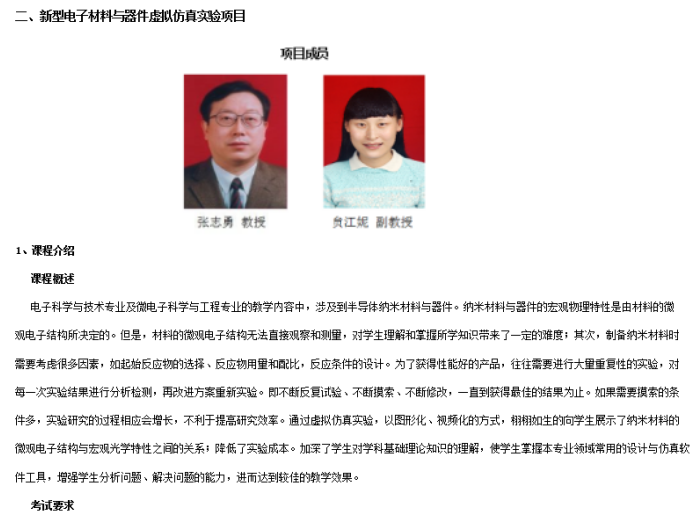 二、新型电子材料与器件虚拟仿真实验项目
项目成员
张志勇 教授 贠江妮 副教授
1、课程介绍
课程概述
电子科学与技术专业及微电子科学与工程专业的教学内容中，涉及到半导体纳米材料与器件。纳米材料与器件的宏观物理特性是由材料的微
观电子结构所决定的。但是，材料的微观电子结构无法直接观察和测量，对学生理解和掌握所学知识带来了一定的难度；其次，制备纳米材料时
需要考虑很多因素，如起始反应物的选择、反应物用量和配比，反应条件的设计。为了获得性能好的产品，往往需要进行大量重复性的实验，对
每一次实验结果进行分析检测，再改进方案重新实验。即不断反复试验、不断摸索、不断修改，一直到获得最佳的结果为止。如果需要摸索的条
件多，实验研究的过程相应会增长，不利于提高研究效率。通过虚拟仿真实验，以图形化、视频化的方式，栩栩如生的向学生展示了纳米材料的
微观电子结构与宏观光学特性之间的关系；降低了实验成本。加深了学生对学科基础理论知识的理解，使学生掌握本专业领域常用的设计与仿真软
件工具，增强学生分析问题、解决问题的能力，进而达到较佳的教学效果。
考试要求